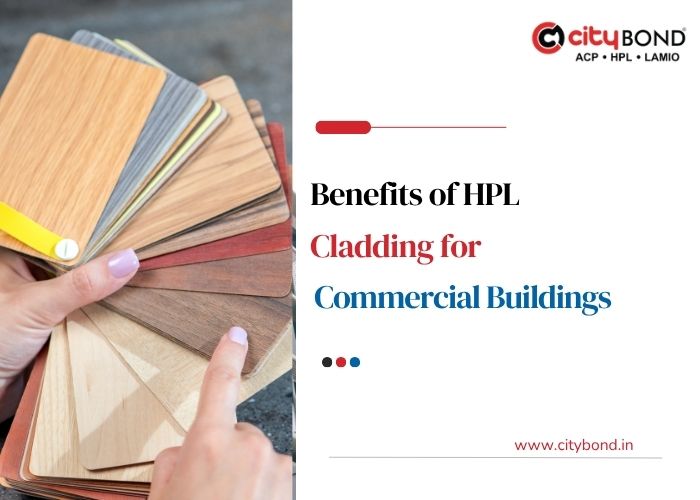 citybond
ACP • HPL • LAMIO
Benefits of HPL
Cladding for
Commercial Buildings
www.citybond.in